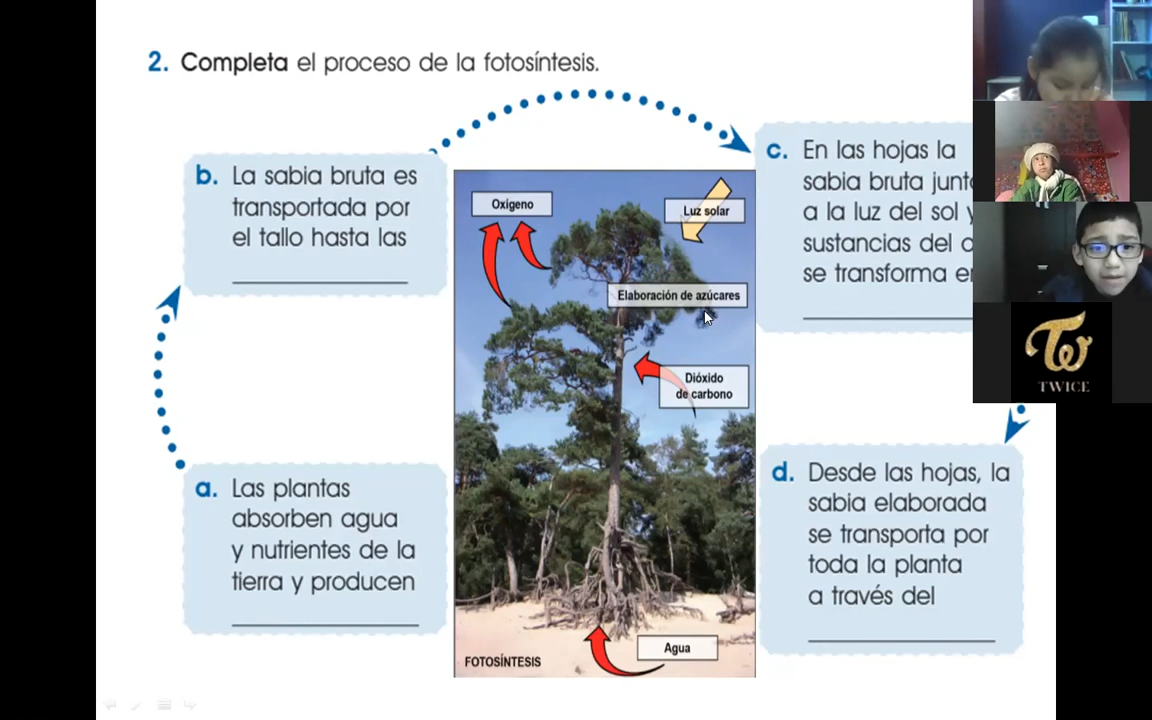 2. Completa el proceso de la fotosíntesis.
b. La sabia bruta es
transportada por
el tallo hasta las
c. En las hojas la
sabia bruta
a la luz del sol y
sustancias del
se transforma
a. Las plantas
absorben agua
y nutrientes de la
tierra y producen
d. Desde las hojas, la
sabia elaborada
se transporta por
toda la planta
a través del
Oxígeno
Luz solar
Elaboración de azúcares
Dióxido
de carbono
Agua
FOTOSÍNTESIS
TWICE